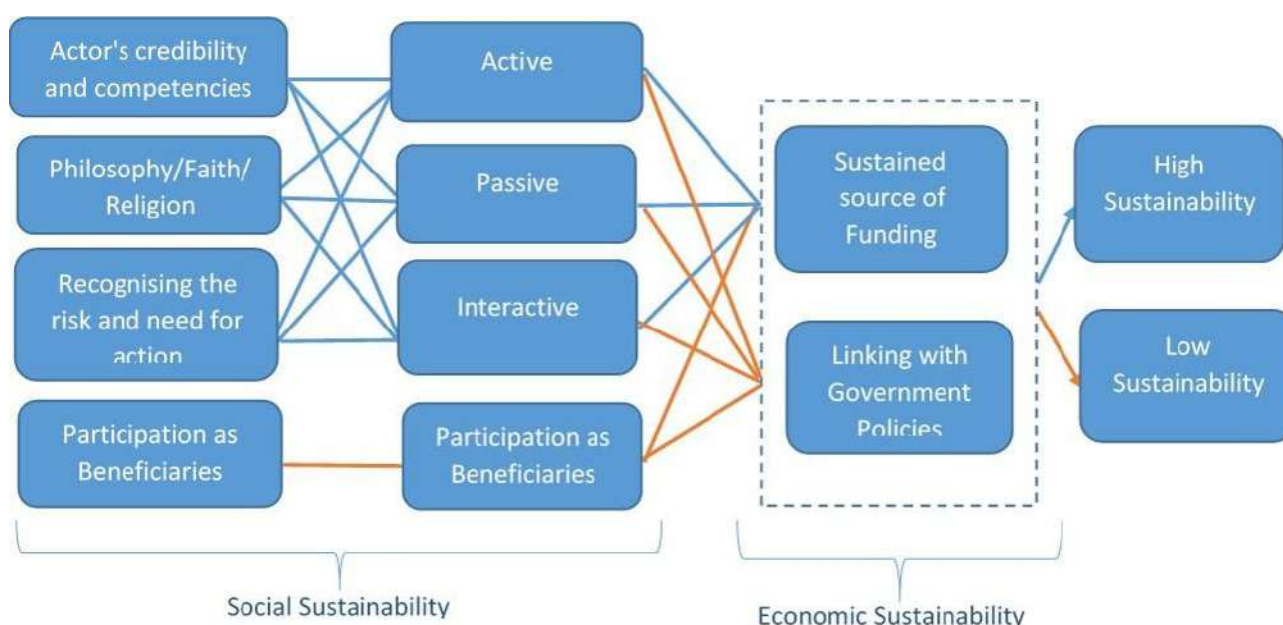 Actor's credibility
and competencies
Philosophy/Faith/
Religion
Recognising the
risk and need for
action
Participation as
Beneficiaries
Active
Passive
Interactive
Participation as
Beneficiaries
Sustained
source of
Funding
Linking with
Government
Policies
High
Sustainability
Low
Sustainability
Social Sustainability
Economic Sustainability